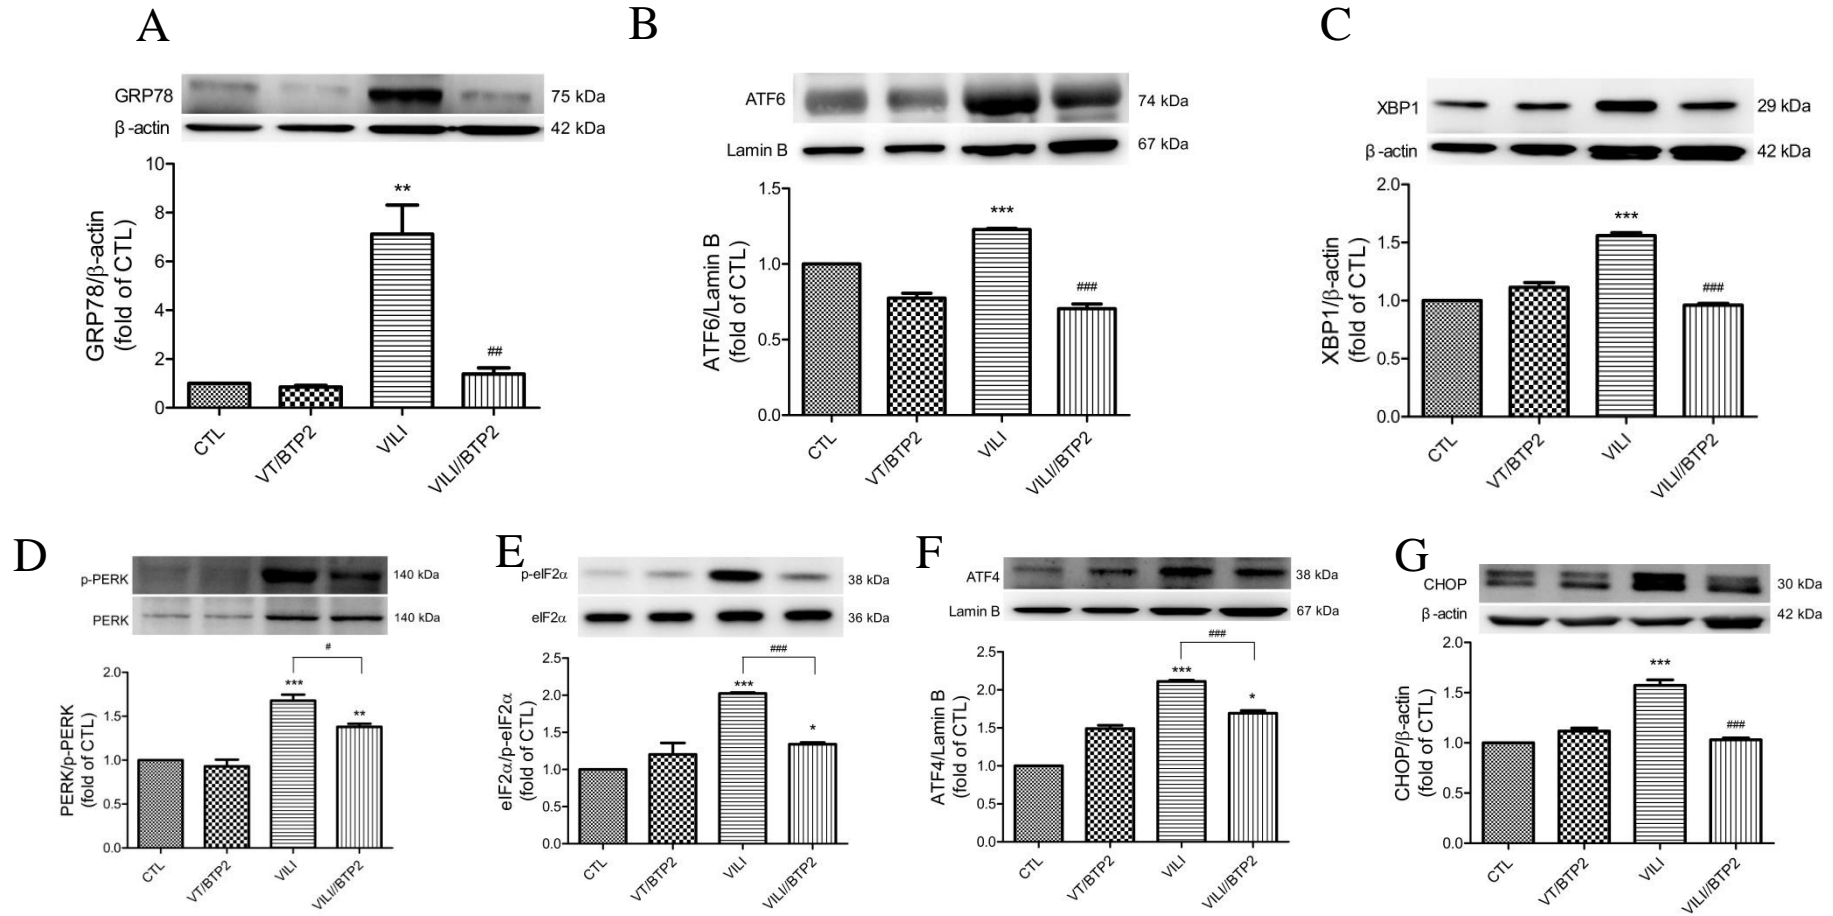 A
GRP78
75 kDa
β -actin
42 kDa
10
8
6
4
2
0
GRP78/β-actin
(fold of CTL)
**
##
CTL
VT/BTP2
VILI
VILI//BTP2
B
ATF6
74 kDa
Lamin B
67 kDa
1.5
1.0
0.5
0.0
ATF6/Lamin B
(fold of CTL)
***
###
CTL
VT/BTP2
VILI
VILI//BTP2
C
XBP1
29 kDa
β -actin
42 kDa
2.0
1.5
1.0
0.5
0.0
XBP1/β-actin
(fold of CTL)
***
###
CTL
VT/BTP2
VILI
VILI//BTP2
D
p-PERK
140 kDa
PERK
140 kDa
2.0
1.5
1.0
0.5
0.0
PERK/p-PERK
(fold of CTL)
#
***
**
CTL
VT/BTP2
VILI
VILI//BTP2
E
p-eIF2α
38 kDa
eIF2α
36 kDa
2.5
2.0
1.5
1.0
0.5
0.0
eIF2α/p-eIF2α
(fold of CTL)
###
***
*
CTL
VT/BTP2
VILI
VILI//BTP2
F
ATF4
38 kDa
Lamin B
67 kDa
2.5
2.0
1.5
1.0
0.5
0.0
ATF4/Lamin B
(fold of CTL)
###
***
*
CTL
VT/BTP2
VILI
VILI//BTP2
G
CHOP
30 kDa
β -actin
42 kDa
2.0
1.5
1.0
0.5
0.0
CHOP/β-actin
(fold of CTL)
***
###
CTL
VT/BTP2
VILI
VILI//BTP2